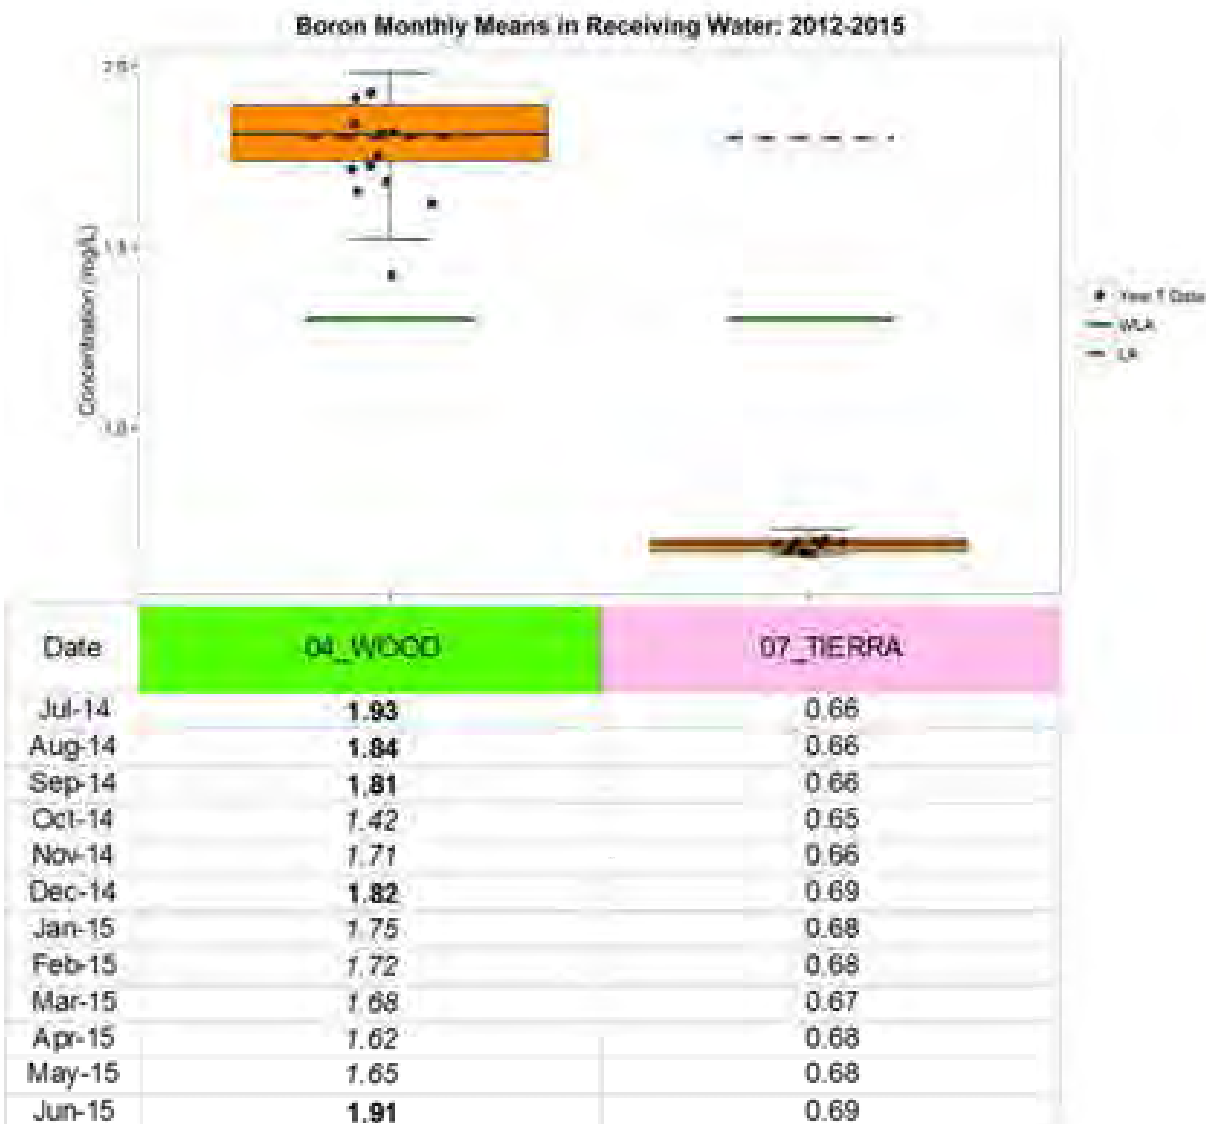 Boron Monthly Means in Receiving Water: 2012-2015
Concentration (mg/L)
1.5
1.0
Year 7 Data
WLA
LA
Date 04_WOOD 07_TIERRA
Jul-14 1.93 0.66
Aug-14 1.84 0.66
Sep-14 1.81 0.66
Oct-14 1.42 0.65
Nov-14 1.71 0.66
Dec-14 1.82 0.69
Jan-15 1.75 0.68
Feb-15 1.72 0.68
Mar-15 1.68 0.67
Apr-15 1.62 0.68
May-15 1.65 0.68
Jun-15 1.91 0.69